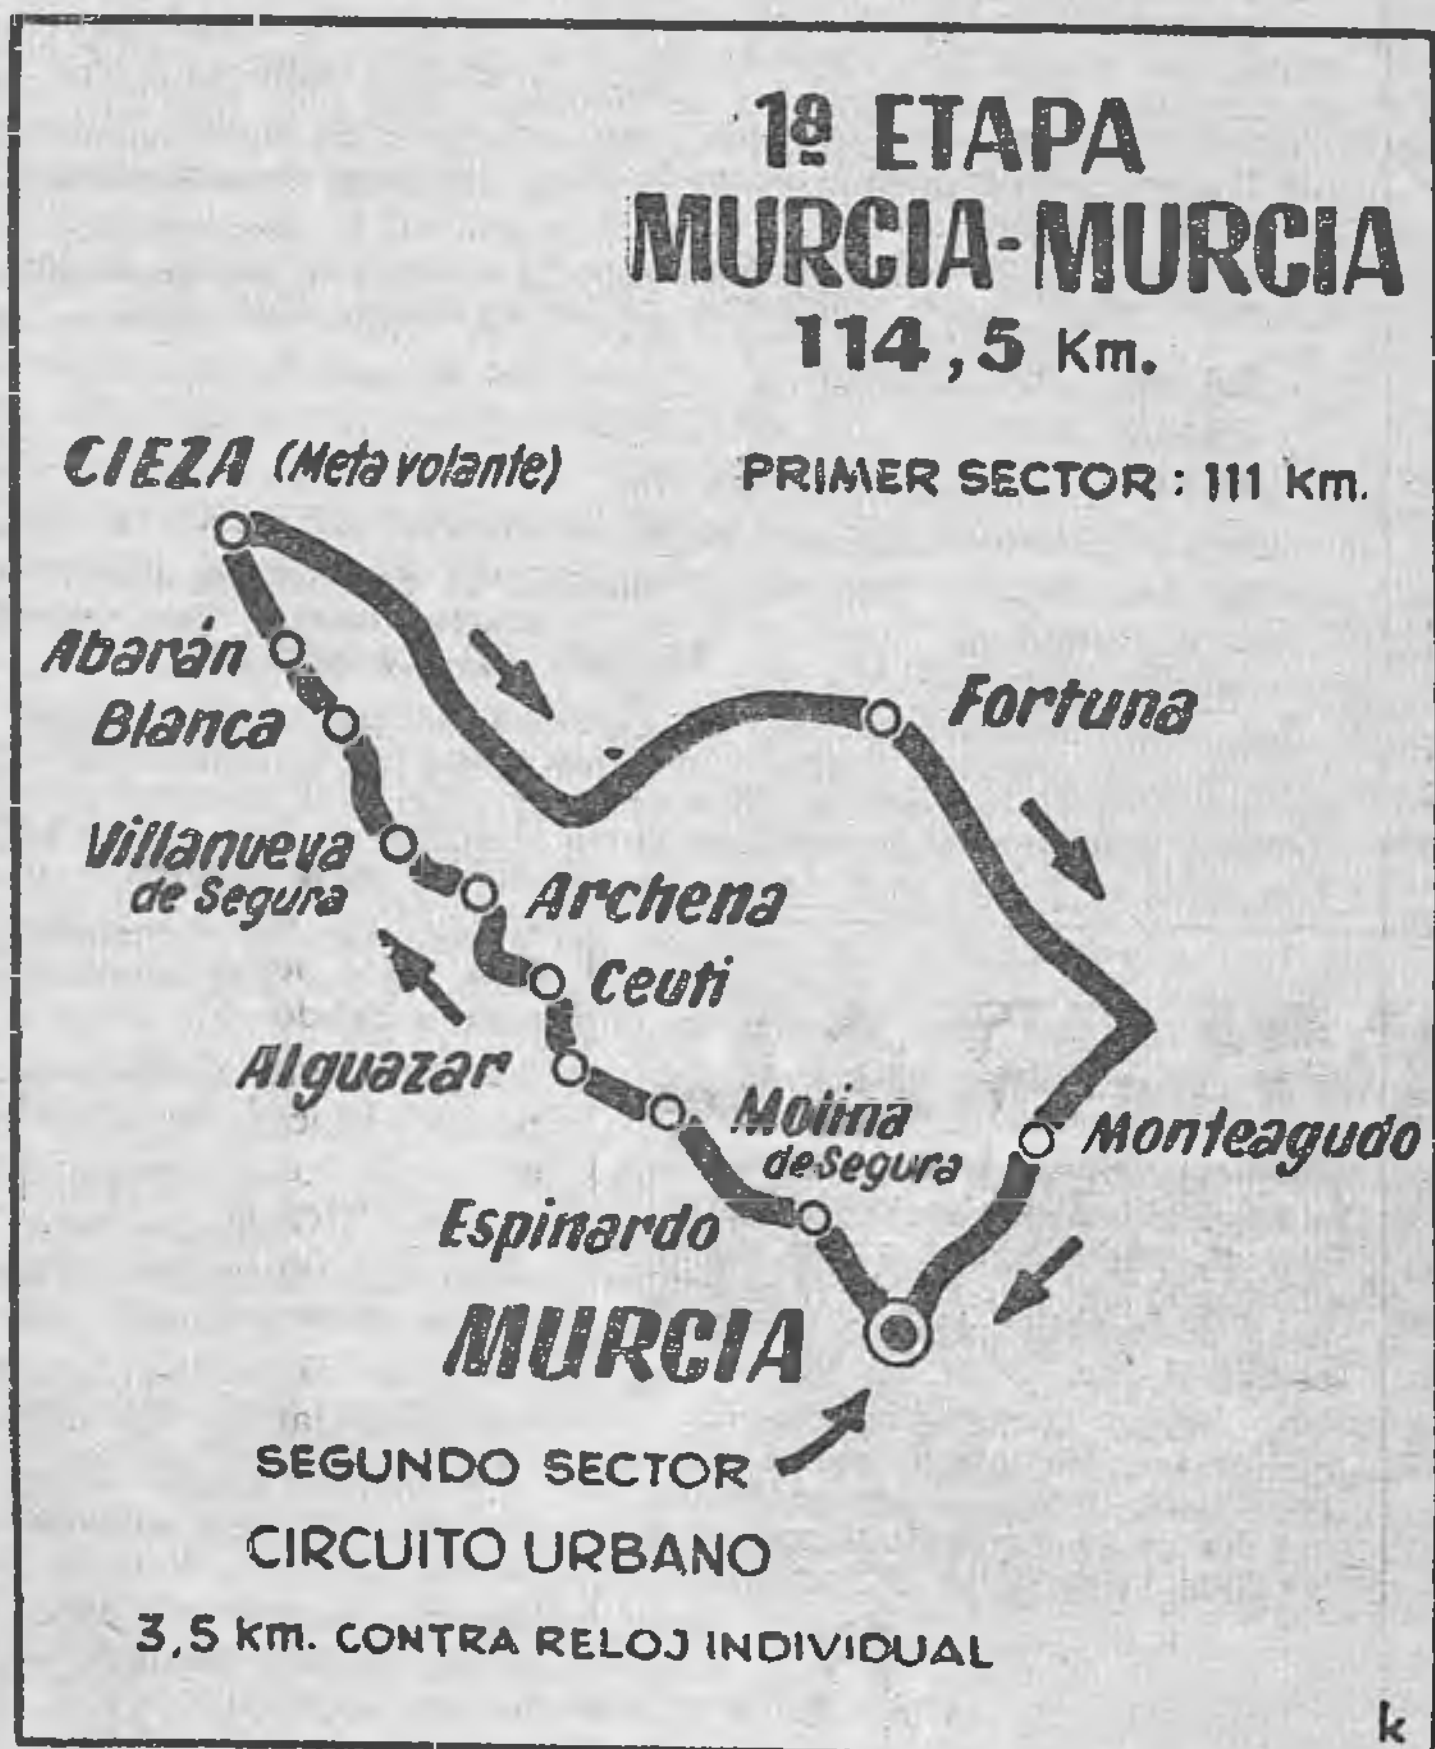 1ª ETAPA
MURCIA-MURCIA
114,5 Km.
CIEZA (Meta volante)
PRIMER SECTOR : 111 km.
Abarán
Blanca
Fortuna
Villanueva
de Segura
Archena
Ceuti
Alguazar
Molina
de Segura
Monteagudo
Espinardo
MURCIA
SEGUNDO SECTOR
CIRCUITO URBANO
3,5 km. CONTRA RELOJ INDIVIDUAL
k